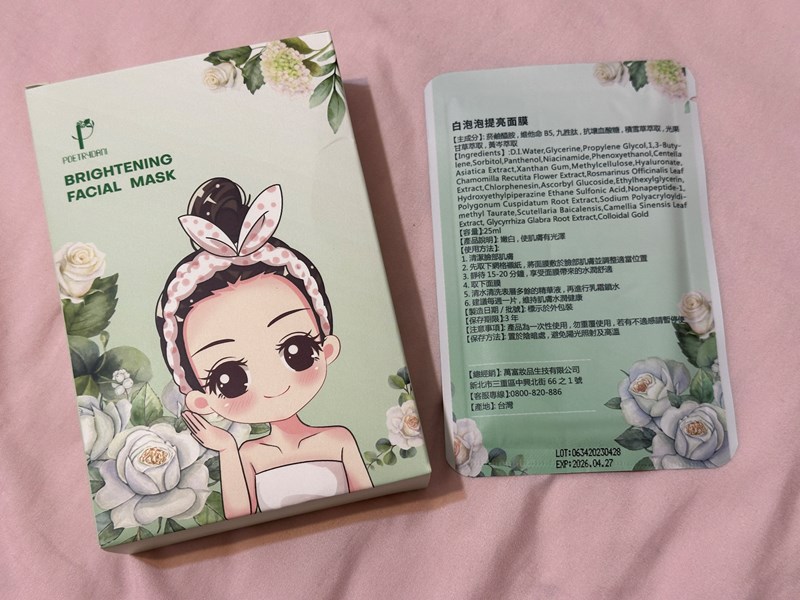 POETRYDAN
BRIGHTENING
FACIAL MASK
白泡泡提亮面膜
【主成分】: 菸鹼醯胺, 維他命 B5, 九胜肽, 抗壞血酸醣, 積雪草萃取, 光果
甘草萃取, 黃岑萃取
【Ingredients】:D.I.Water,Glycerine,Propylene Glycol,1,3-Buty-
lene,Sorbitol,Panthenol,Niacinamide,Phenoxyethanol,Centella
Asiatica Extract,Xanthan Gum,Methylcellulose,Hyaluronate,
Chamomilla Recutita Flower Extract,Rosmarinus Officinalis Leaf
Extract,Chlorphenesin,Ascorbyl Glucoside,Ethylhexylglycerin,
Hydroxyethylpiperazine Ethane Sulfonic Acid,Nonapeptide-1,
Polygonum Cuspidatum Root Extract,Sodium Polyacryloyldi-
methyl Taurate,Scutellaria Baicalensis,Camellia Sinensis Leaf
Extract, Glycyrrhiza Glabra Root Extract,Colloidal Gold
【容量】25ml
【產品說明】: 嫩白, 使肌膚有光澤
【使用方法】:
1. 清潔臉部肌膚
2. 先取下網格襯紙, 將面膜敷於臉部肌膚並調整適當位置
3. 靜待 15-20 分鐘, 享受面膜帶來的水潤舒適
4. 取下面膜
5. 清水清洗表層多餘的精華液, 再進行乳霜鎖水
6. 建議每週一片, 維持肌膚水潤健康
【製造日期 / 批號】: 標示於外包裝
【保存期限】3 年
【注意事項】產品為一次性使用, 勿重覆使用, 若有不適感請暫停使
【保存方法】: 置於陰暗處, 避免陽光照射及高溫
【總經銷】: 萬富妝品生技有限公司
新北市三重區中興北街 66 之 1 號
【客服專線】:0800-820-886
【產地】: 台灣
LOT:06342023​0428
EXP:2026.04.27